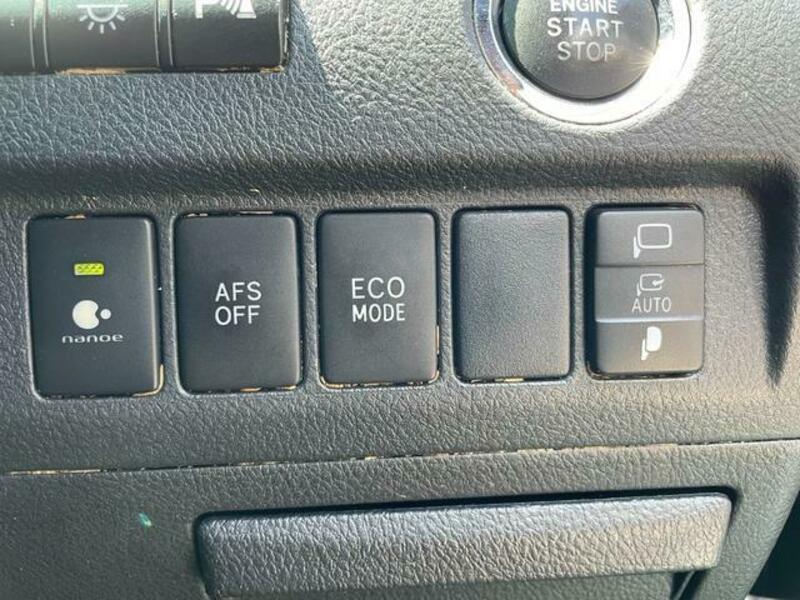 P
ENGINE
START
STOP
nanoe
AFS
OFF
ECO
MODE
AUTO